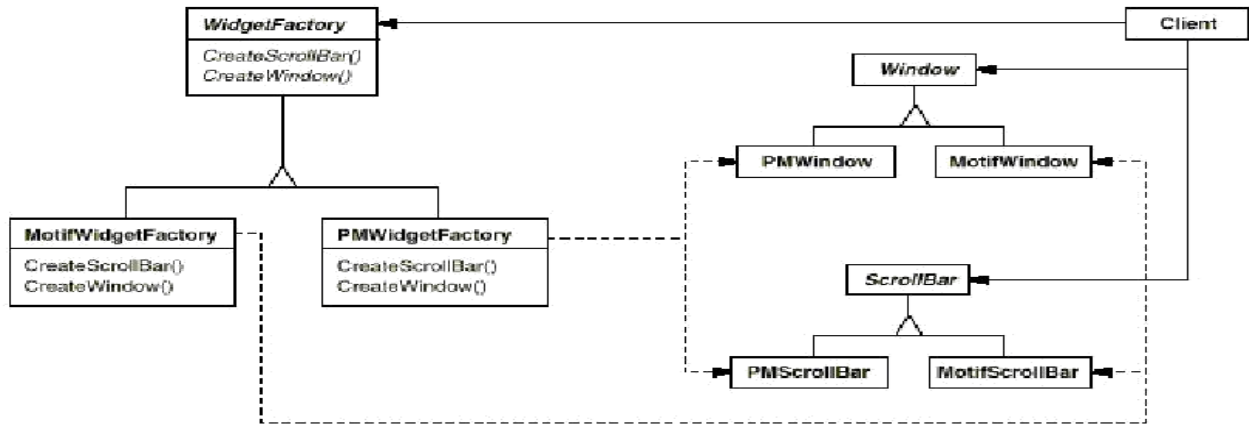 WidgetFactory
CreateScrollBar()
CreateWindow()
Client
Window
PMWindow
MotifWindow
MotifWidgetFactory
CreateScrollBar()
CreateWindow()
PMWidgetFactory
CreateScrollBar()
CreateWindow()
ScrollBar
PMScrollBar
MotifScrollBar